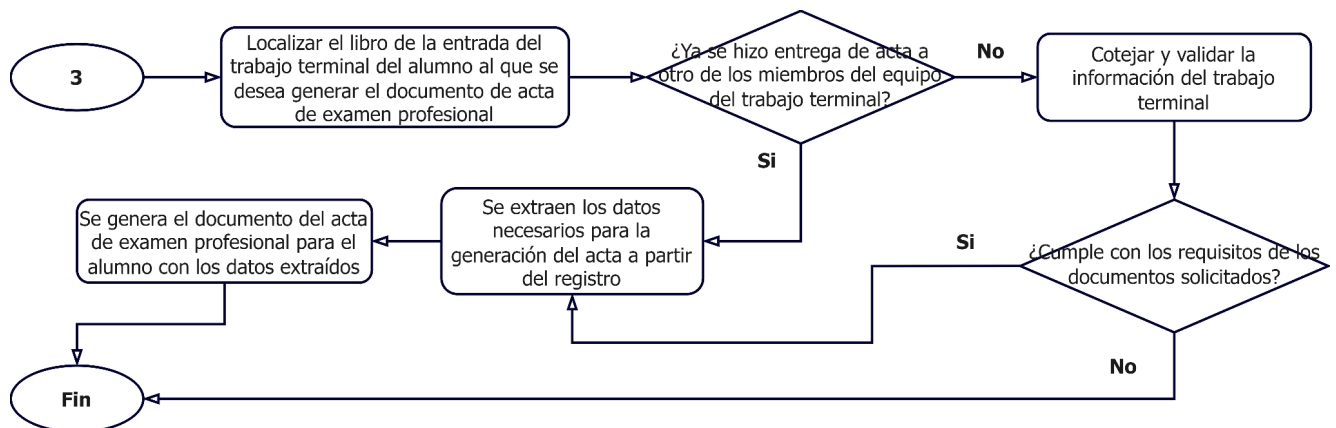 3
Localizar el libro de la entrada del
trabajo terminal del alumno al que se
desea generar el documento de acta
de examen profesional
¿Ya se hizo entrega de acta a
otro de los miembros del equipo
del trabajo terminal?
No
Cotejar y validar la
información del trabajo
terminal
Si
Se genera el documento del acta
de examen profesional para el
alumno con los datos extraídos
Se extraen los datos
necesarios para la
generación del acta a partir
del registro
Si
¿Cumple con los requisitos de los
documentos solicitados?
No
Fin